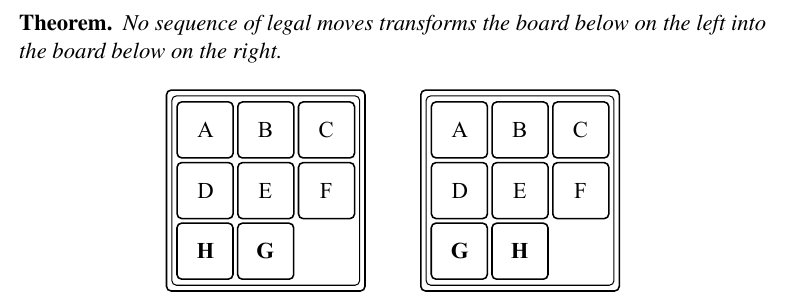 Theorem. No sequence of legal moves transforms the board below on the left into
the board below on the right.
A B C A B C
D E F D E F
H G G H